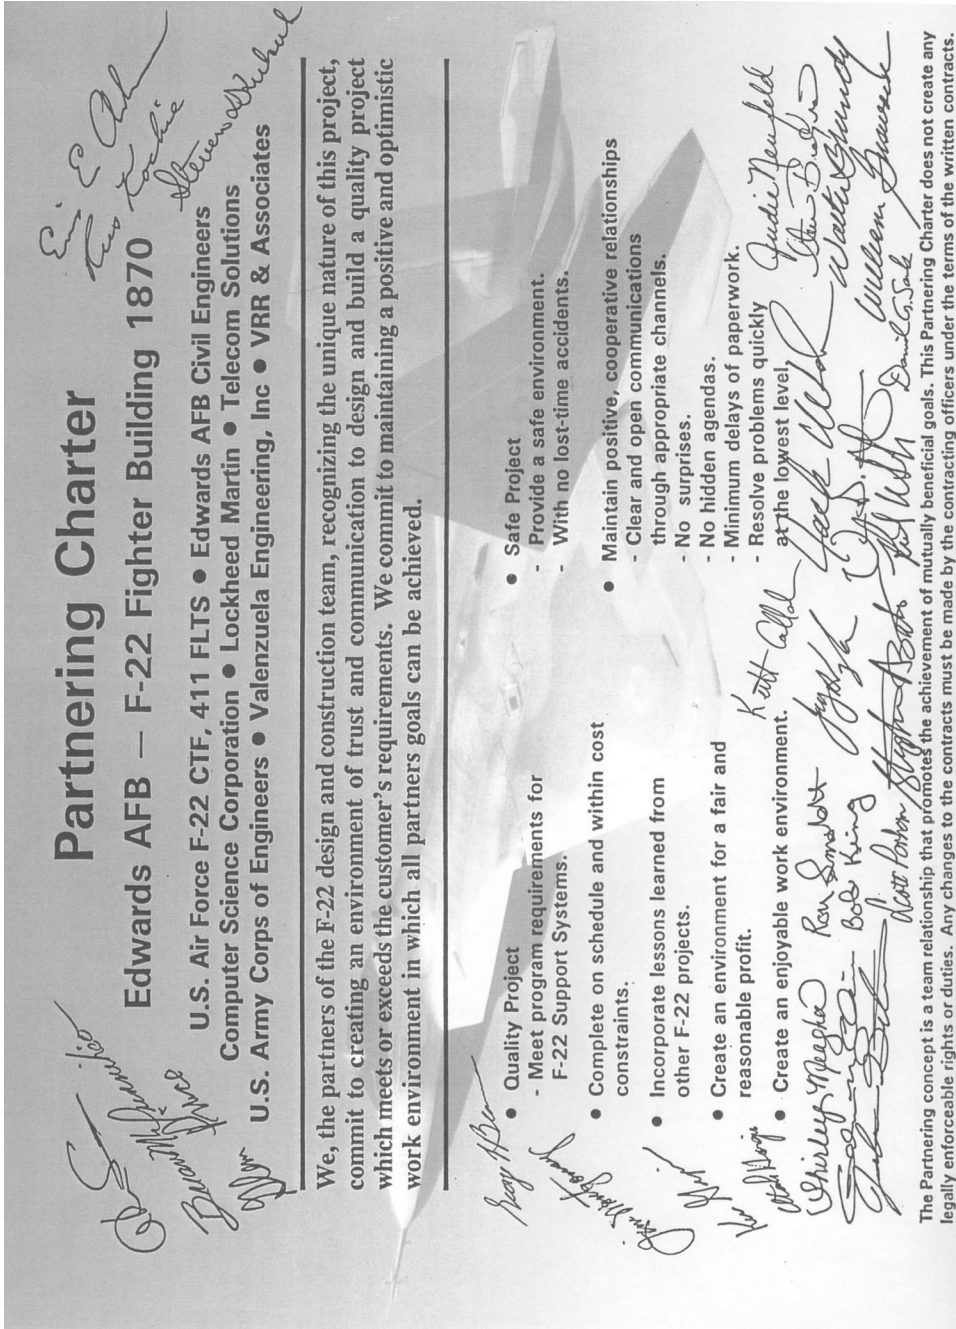 Partnering Charter
Edwards AFB — F-22 Fighter Building 1870
U.S. Air Force F-22 CTF, 411 FLTS • Edwards AFB Civil Engineers
Computer Science Corporation • Lockheed Martin • Telecom Solutions
U.S. Army Corps of Engineers • Valenzuela Engineering, Inc • VRR & Associates
We, the partners of the F-22 design and construction team, recognizing the unique nature of this project,
commit to creating an environment of trust and communication to design and build a quality project
which meets or exceeds the customer's requirements. We commit to maintaining a positive and optimistic
work environment in which all partners goals can be achieved.
• Quality Project
- Meet program requirements for
F-22 Support Systems.
• Complete on schedule and within cost
constraints.
• Incorporate lessons learned from
other F-22 projects.
• Create an environment for a fair and
reasonable profit.
• Create an enjoyable work environment.
• Safe Project
- Provide a safe environment.
- With no lost-time accidents.
• Maintain positive, cooperative relationships
- Clear and open communications
through appropriate channels.
- No surprises.
- No hidden agendas.
- Minimum delays of paperwork.
- Resolve problems quickly
at the lowest level.
Judie Neufeld
Shirley Meagha
Bob King
Jack
Walter Grundy
The Partnering concept is a team relationship that promotes the achievement of mutually beneficial goals. This Partnering Charter does not create any
legally enforceable rights or duties. Any changes to the contracts must be made by the contracting officers under the terms of the written contracts.